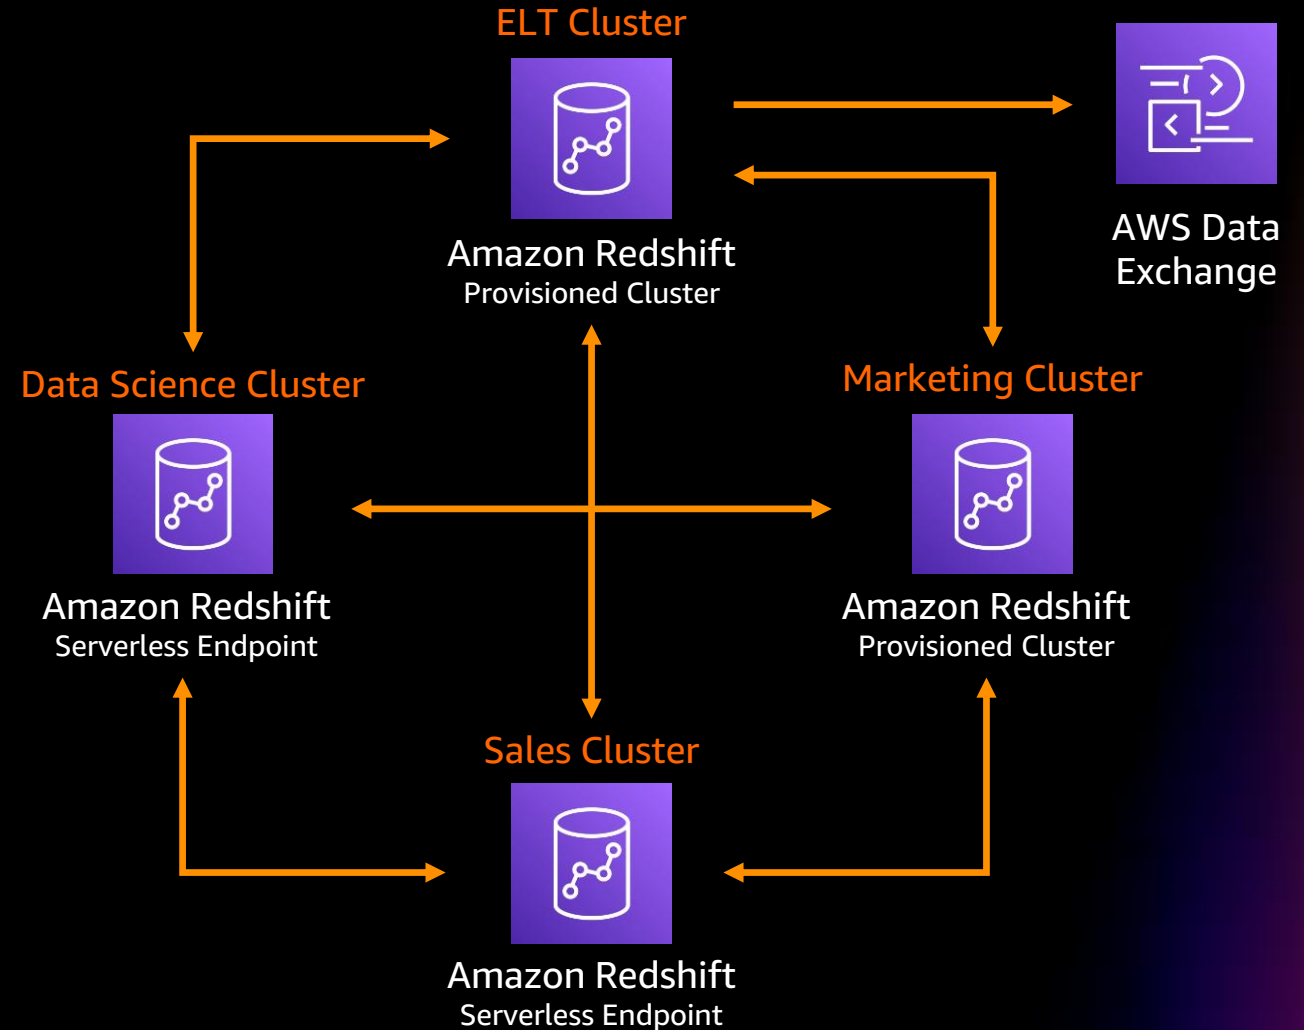 ELT Cluster
Amazon Redshift
Provisioned Cluster
AWS Data
Exchange
Data Science Cluster
Amazon Redshift
Serverless Endpoint
Marketing Cluster
Amazon Redshift
Provisioned Cluster
Sales Cluster
Amazon Redshift
Serverless Endpoint